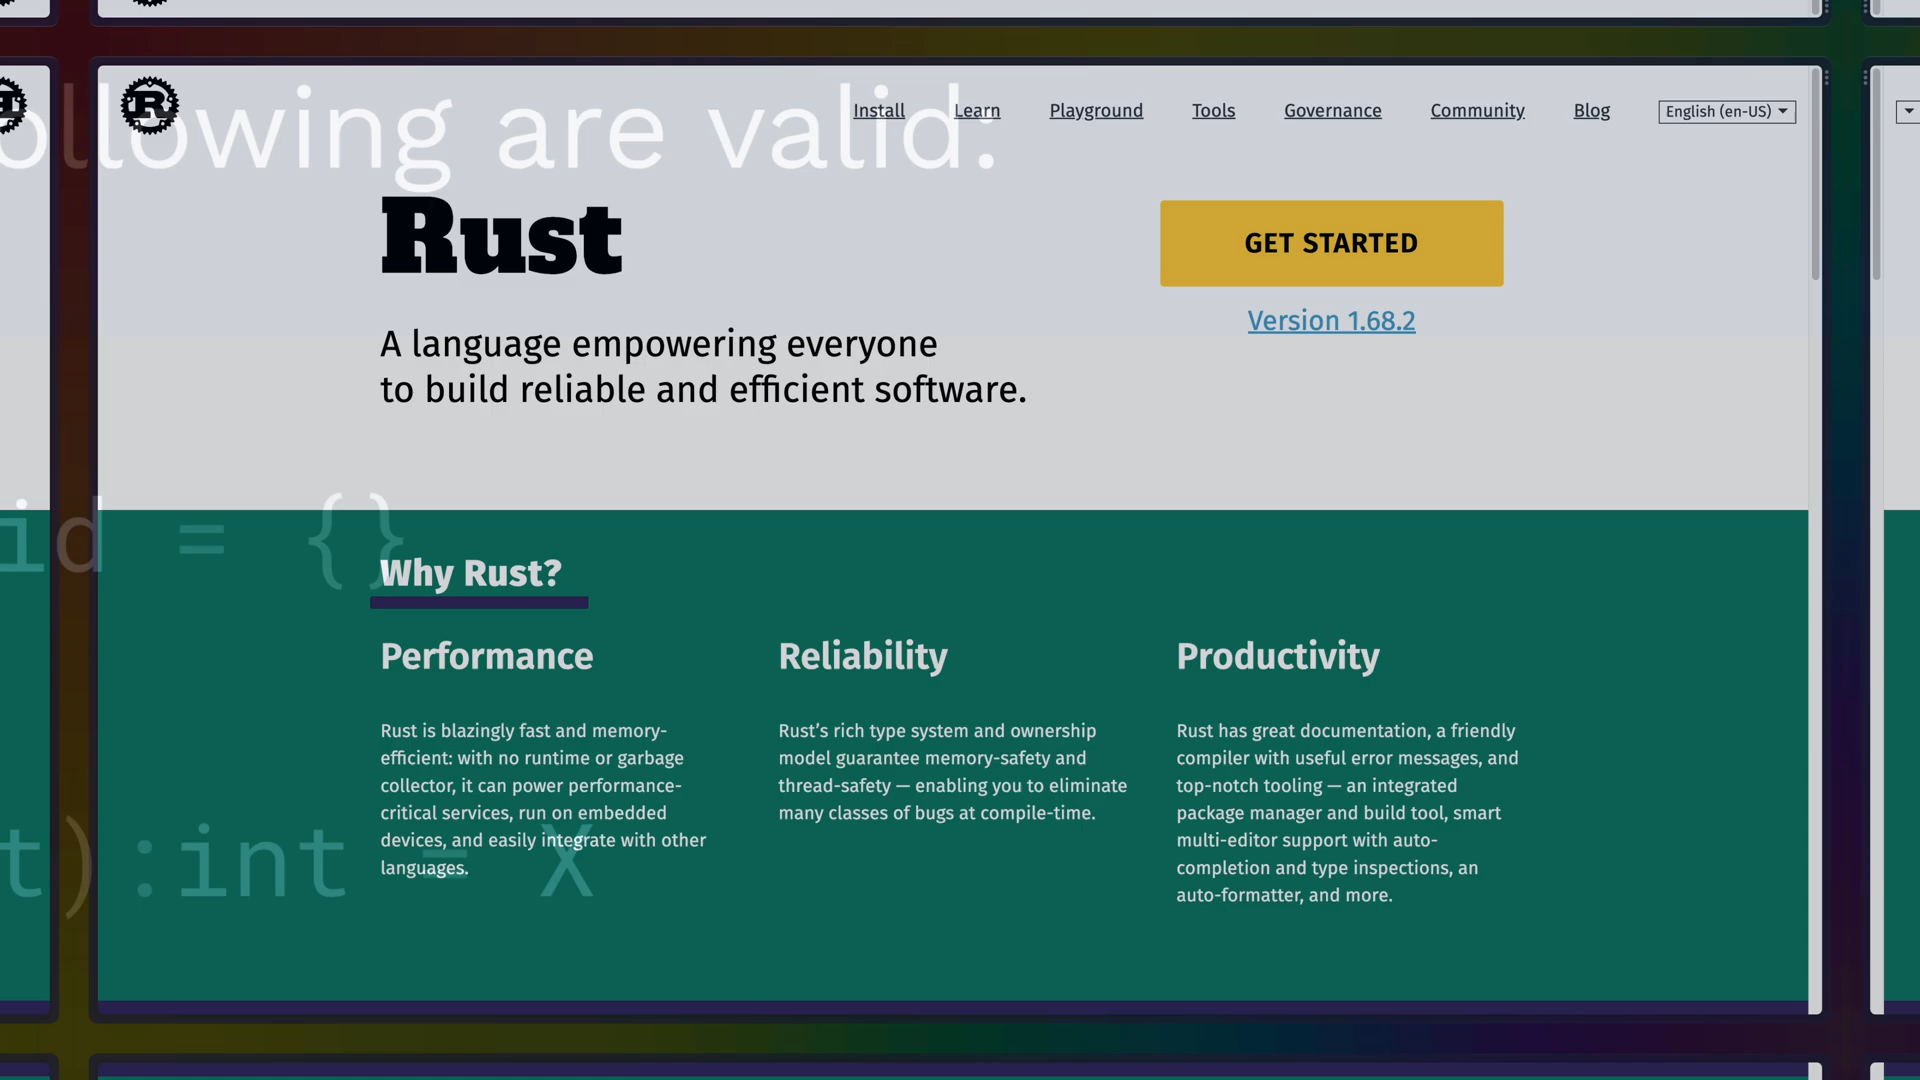 ollowing are valid:
R
Install Learn Playground Tools Governance Community Blog English (en-US)
Rust
GET STARTED
Version 1.68.2
A language empowering everyone
to build reliable and efficient software.
id = {}
Why Rust?
Performance
Rust is blazingly fast and memory-
efficient: with no runtime or garbage
collector, it can power performance-
critical services, run on embedded
devices, and easily integrate with other
languages.
Reliability
Rust’s rich type system and ownership
model guarantee memory-safety and
thread-safety — enabling you to eliminate
many classes of bugs at compile-time.
Productivity
Rust has great documentation, a friendly
compiler with useful error messages, and
top-notch tooling — an integrated
package manager and build tool, smart
multi-editor support with auto-
completion and type inspections, an
auto-formatter, and more.
t):int = X